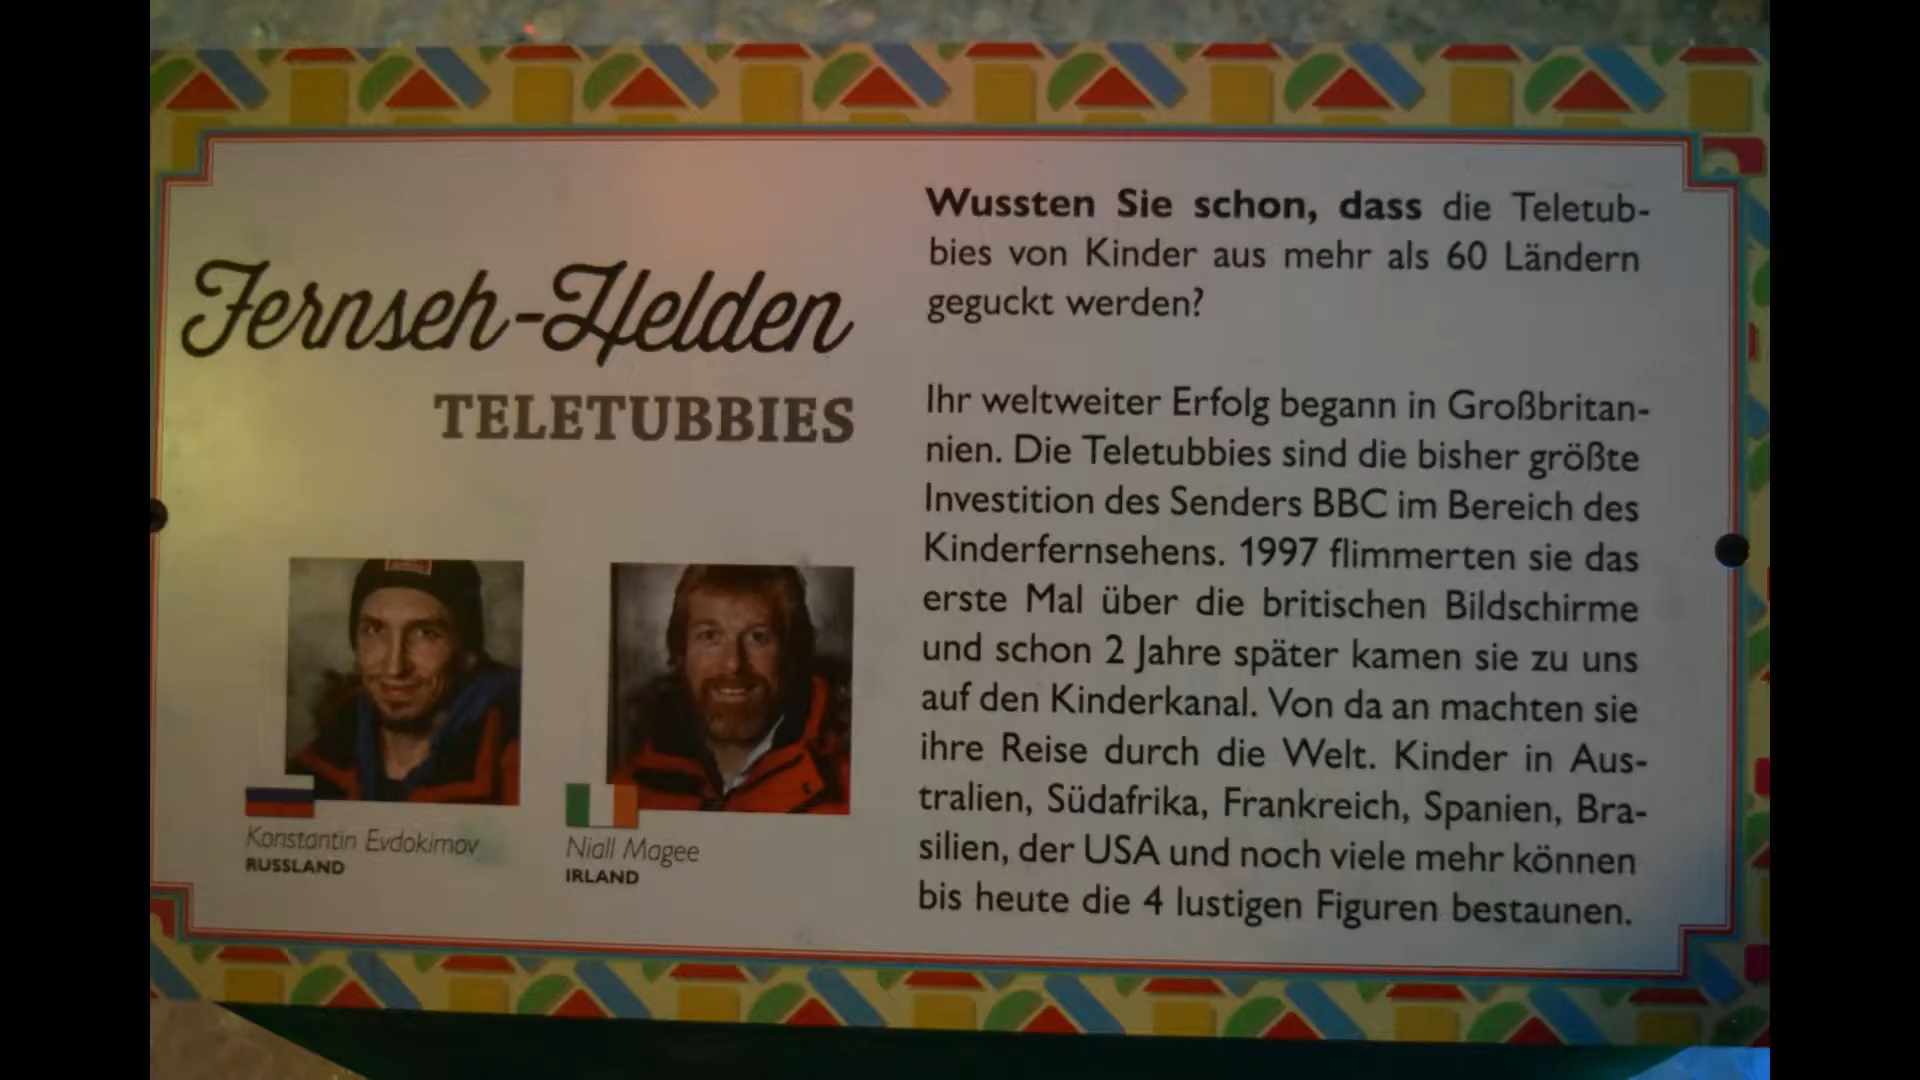 Fernseh-Helden
TELETUBBIES
Konstantin Evdokimov
RUSSLAND
Niall Magee
IRLAND
Wussten Sie schon, dass die Teletub-
bies von Kinder aus mehr als 60 Ländern
geguckt werden?
Ihr weltweiter Erfolg begann in Großbritan-
nien. Die Teletubbies sind die bisher größte
Investition des Senders BBC im Bereich des
Kinderfernsehens. 1997 flimmerten sie das
erste Mal über die britischen Bildschirme
und schon 2 Jahre später kamen sie zu uns
auf den Kinderkanal. Von da an machten sie
ihre Reise durch die Welt. Kinder in Aus-
tralien, Südafrika, Frankreich, Spanien, Bra-
silien, der USA und noch viele mehr können
bis heute die 4 lustigen Figuren bestaunen.